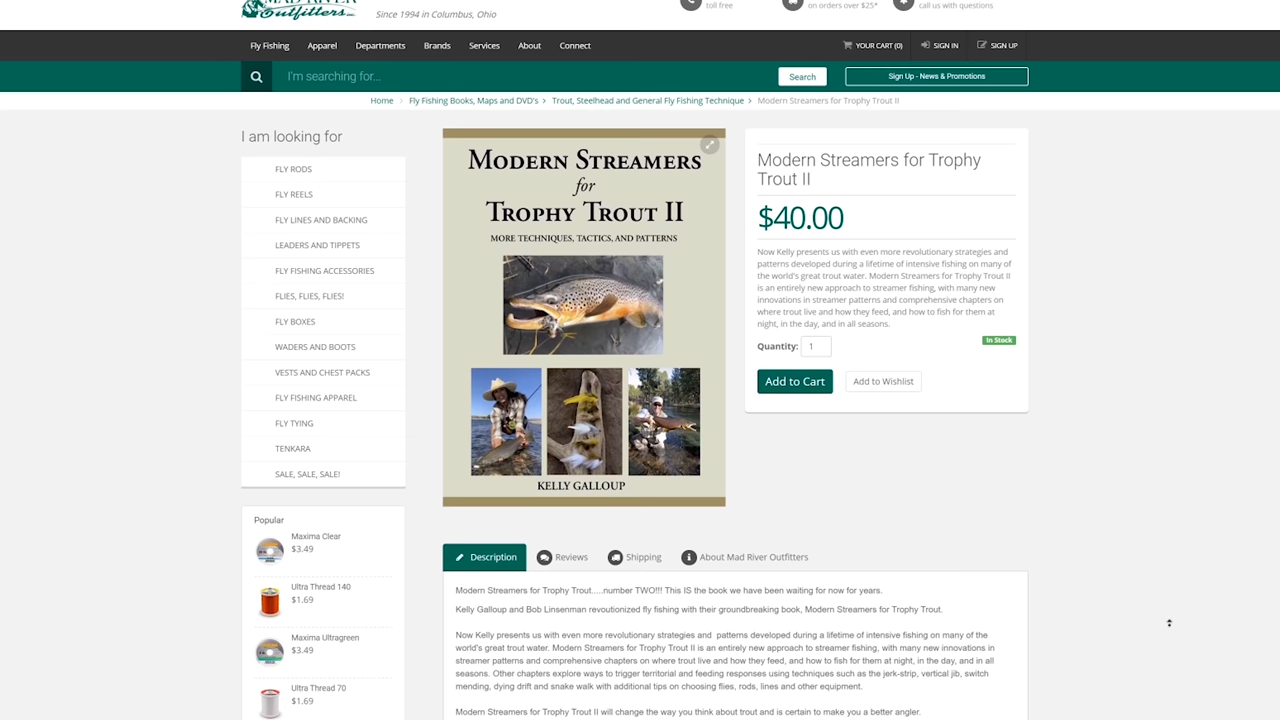 MAD RIVER
Outfitters
Since 1994 in Columbus, Ohio
toll free
on orders over $25*
call us with questions
Fly Fishing
Apparel
Departments
Brands
Services
About
Connect
YOUR CART (0)
SIGN IN
SIGN UP
I'm searching for...
Search
Sign Up - News & Promotions
Home > Fly Fishing Books, Maps and DVD's > Trout, Steelhead and General Fly Fishing Technique > Modern Streamers for Trophy Trout II
I am looking for
FLY RODS
FLY REELS
FLY LINES AND BACKING
LEADERS AND TIPPETS
FLY FISHING ACCESSORIES
FLIES, FLIES, FLIES!
FLY BOXES
WADERS AND BOOTS
VESTS AND CHEST PACKS
FLY FISHING APPAREL
FLY TYING
TENKARA
SALE, SALE, SALE!
Popular
Maxima Clear
$3.49
Ultra Thread 140
$1.69
Maxima Ultragreen
$3.49
Ultra Thread 70
$1.69
MODERN STREAMERS
for
TROPHY TROUT II
MORE TECHNIQUES, TACTICS, AND PATTERNS
KELLY GALLOUP
Modern Streamers for Trophy
Trout II
$40.00
Now Kelly presents us with even more revolutionary strategies and
patterns developed during a lifetime of intensive fishing on many of
the world's great trout water. Modern Streamers for Trophy Trout II
is an entirely new approach to streamer fishing, with many new
innovations in streamer patterns and comprehensive chapters on
where trout live and how they feed, and how to fish for them at
night, in the day, and in all seasons.
In Stock
Quantity: 1
Add to Cart
Add to Wishlist
Description
Reviews
Shipping
About Mad River Outfitters
Modern Streamers for Trophy Trout.....number TWO!!! This IS the book we have been waiting for now for years.
Kelly Galloup and Bob Linsenman revoutionized fly fishing with their groundbreaking book, Modern Streamers for Trophy Trout.
Now Kelly presents us with even more revolutionary strategies and patterns developed during a lifetime of intensive fishing on many of the
world's great trout water. Modern Streamers for Trophy Trout II is an entirely new approach to streamer fishing, with many new innovations in
streamer patterns and comprehensive chapters on where trout live and how they feed, and how to fish for them at night, in the day, and in all
seasons. Other chapters explore ways to trigger territorial and feeding responses using techniques such as the jerk-strip, vertical jib, switch
mending, dying drift and snake walk with additional tips on choosing flies, rods, lines and other equipment.
Modern Streamers for Trophy Trout II will change the way you think about trout and is certain to make you a better angler.